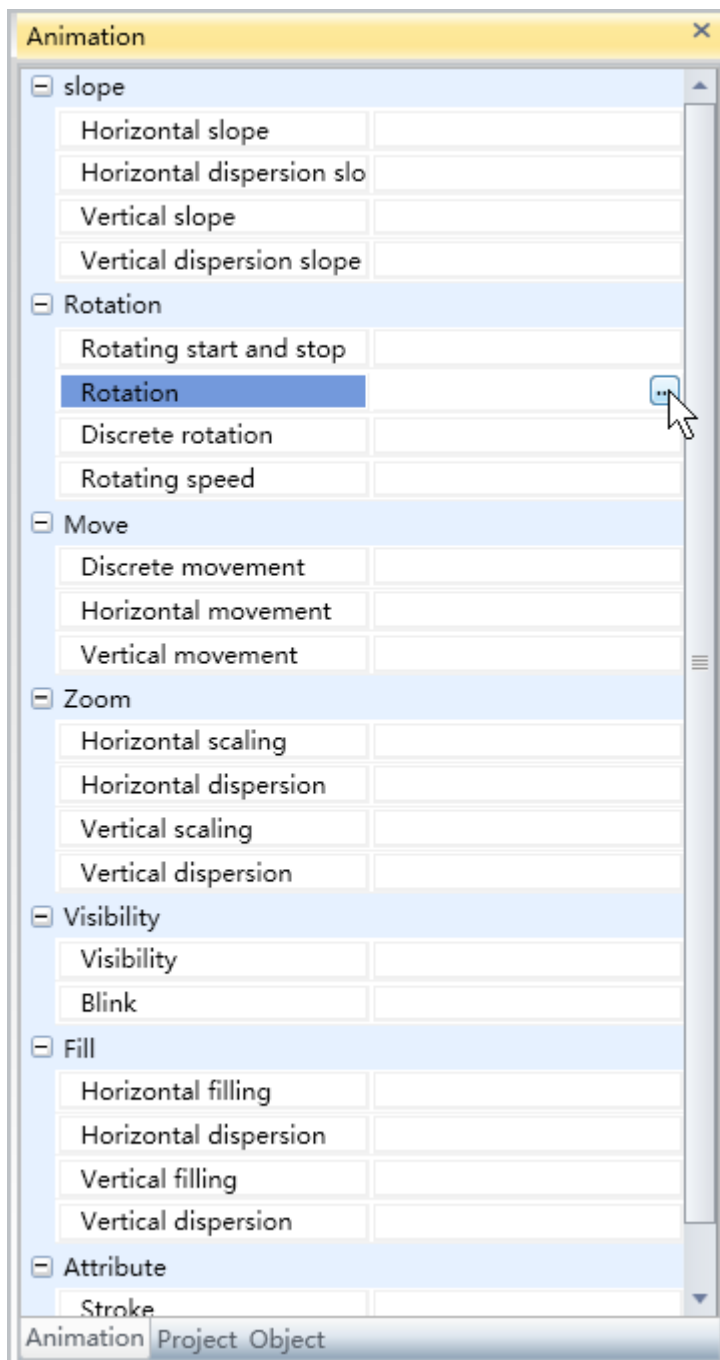 Animation
slope
Horizontal slope
Horizontal dispersion slo
Vertical slope
Vertical dispersion slope
Rotation
Rotating start and stop
Rotation
Discrete rotation
Rotating speed
Move
Discrete movement
Horizontal movement
Vertical movement
Zoom
Horizontal scaling
Horizontal dispersion
Vertical scaling
Vertical dispersion
Visibility
Visibility
Blink
Fill
Horizontal filling
Horizontal dispersion
Vertical filling
Vertical dispersion
Attribute
Stroke
Animation Project Object